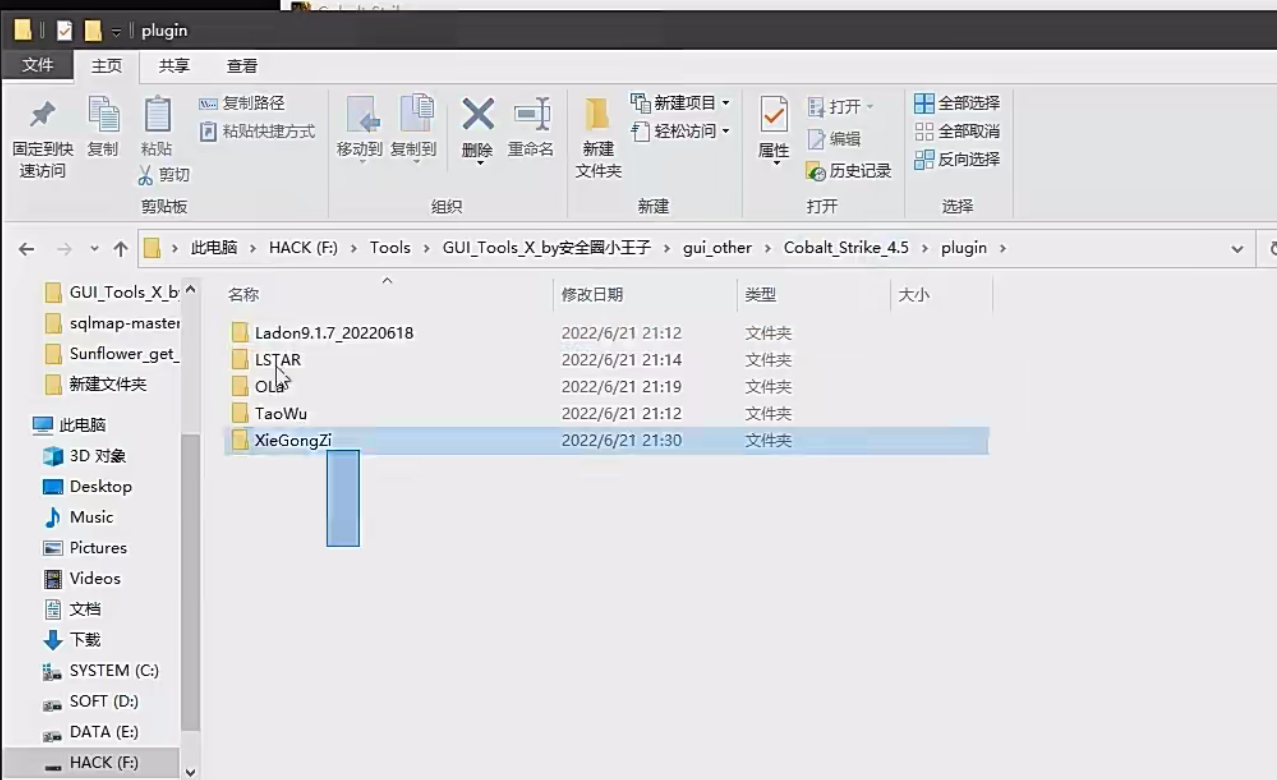 plugin
文件 主页 共享 查看
固定到快速访问
复制
粘贴
复制路径
粘贴快捷方式
剪切
移动到 复制到
删除 重命名
新建文件夹
新建项目
轻松访问
属性
打开
编辑
历史记录
全部选择
全部取消
反向选择
剪贴板 组织 新建 打开 选择
此电脑 > HACK (F:) > Tools > GUI_Tools_X_by安全圈小王子 > gui_other > Cobalt_Strike_4.5 > plugin >
GUI_Tools_X_b
sqlmap-master
Sunflower_get_
新建文件夹
此电脑
3D 对象
Desktop
Music
Pictures
Videos
文档
下载
SYSTEM (C:)
SOFT (D:)
DATA (E:)
HACK (F:)
名称 修改日期 类型 大小
Ladon9.1.7_20220618 2022/6/21 21:12 文件夹
LSTAR 2022/6/21 21:14 文件夹
OLa 2022/6/21 21:19 文件夹
TaoWu 2022/6/21 21:12 文件夹
XieGongZi 2022/6/21 21:30 文件夹